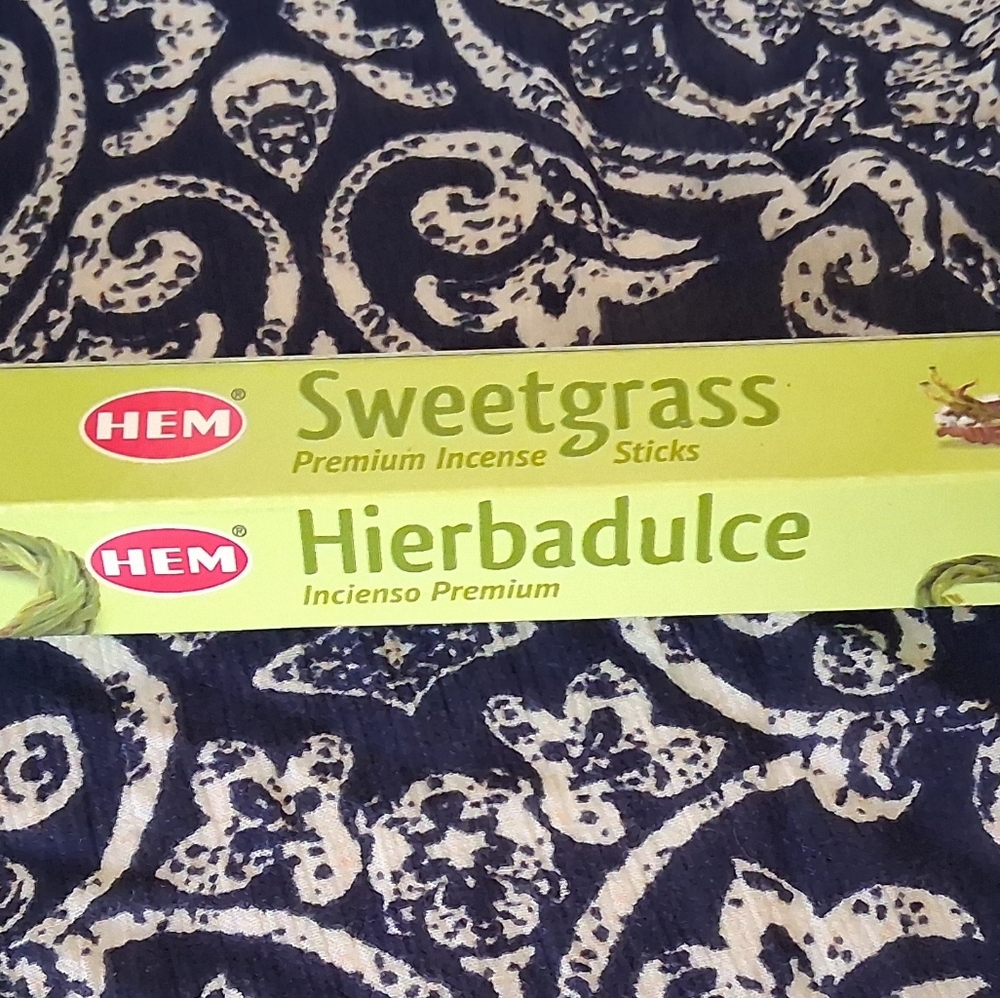 HEM®
Sweetgrass
Premium Incense Sticks
HEM®
Hierbadulce
Incienso Premium